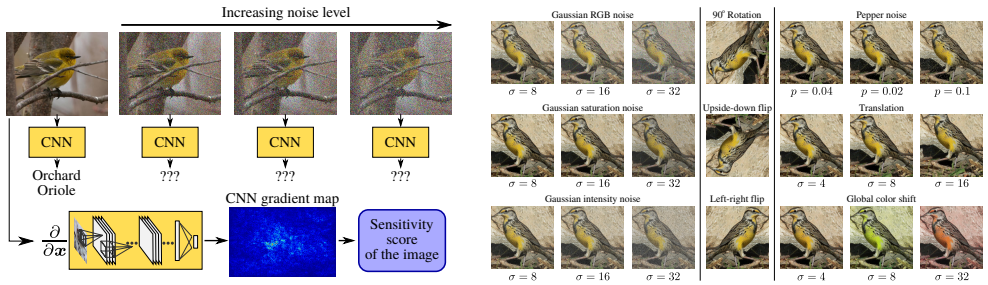 Increasing noise level
CNN
CNN
CNN
CNN
Orchard
Oriole
???
???
???
∂
∂x
CNN gradient map
Sensitivity
score
of the image
Gaussian RGB noise
σ = 8
σ = 16
σ = 32
90° Rotation
Pepper noise
p = 0.04
p = 0.02
p = 0.1
Gaussian saturation noise
σ = 8
σ = 16
σ = 32
Upside-down flip
Translation
σ = 4
σ = 8
σ = 16
Gaussian intensity noise
σ = 8
σ = 16
σ = 32
Left-right flip
Global color shift
σ = 4
σ = 8
σ = 32